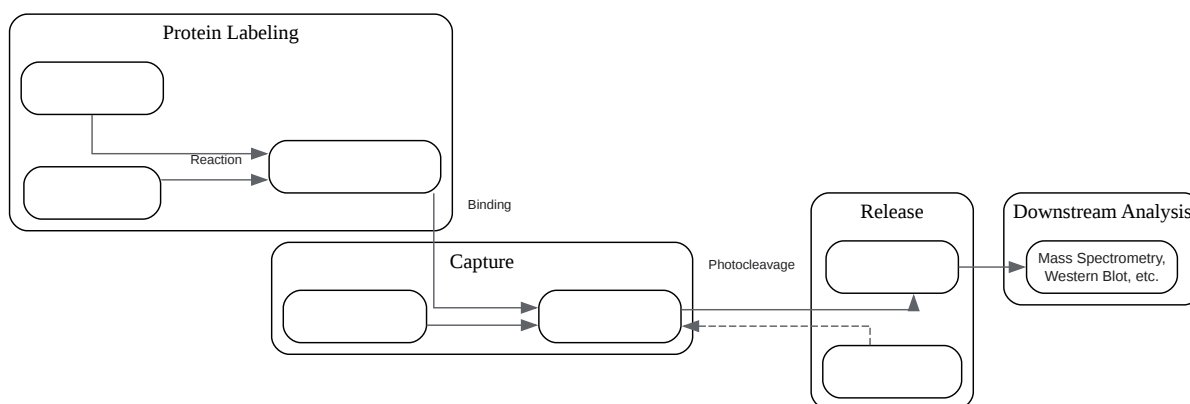 Protein Labeling
Reaction
Binding
Capture
Photocleavage
Release
Downstream Analysis
Mass Spectrometry,
Western Blot, etc.